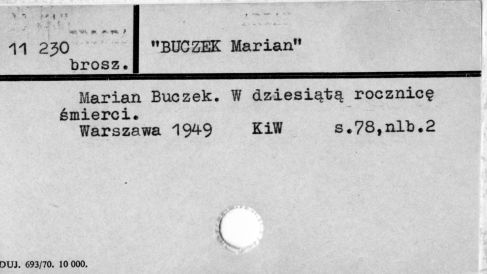 11 230
brosz.
"BUCZEK Marian"
Marian Buczek. W dziesiątą rocznicę
śmierci.
Warszawa 1949 KiW s.78,nlb.2
DUJ. 693/70. 10 000.